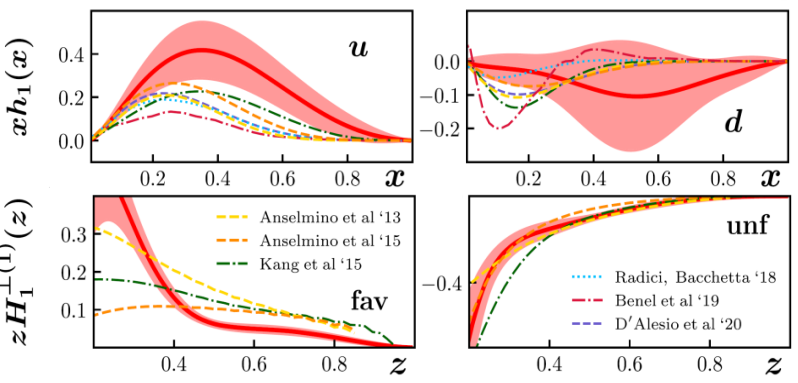 xh₁(x)
0.4
0.2
0.0
u
0.2 0.4 0.6 0.8 x
0.0
−0.1
−0.2
d
0.2 0.4 0.6 0.8 x
zH₁^⊥(1)(z)
0.3
0.2
0.1
Anselmino et al ‘13
Anselmino et al ‘15
Kang et al ‘15
fav
0.4 0.6 0.8 z
−0.4
unf
Radici, Bacchetta ‘18
Benel et al ‘19
D′Alesio et al ‘20
0.4 0.6 0.8 z